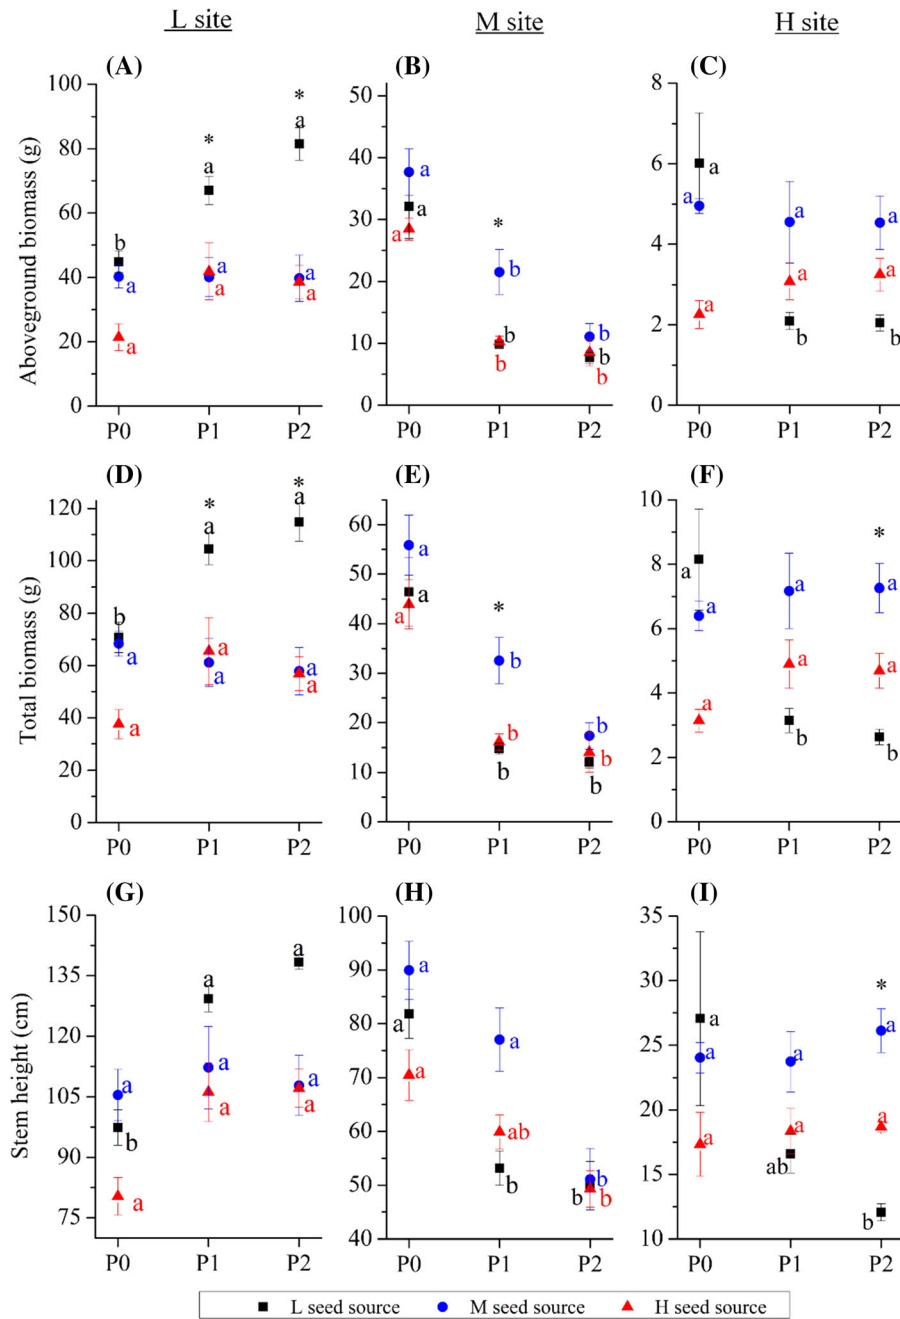 L site M site H site
(A) (B) (C)
Aboveground biomass (g)
100
80
60
40
20
0
b
a
a
*
a
a
a
*
a
a
a
P0 P1 P2
50
40
30
20
10
0
a
a
a
*
b
b
b
b
b
b
P0 P1 P2
8
6
4
2
0
a
a
a
a
a
b
a
a
b
P0 P1 P2
(D) (E) (F)
Total biomass (g)
120
100
80
60
40
20
0
b
a
a
*
a
a
a
*
a
a
a
P0 P1 P2
60
50
40
30
20
10
0
a
a
a
*
b
b
b
b
b
b
P0 P1 P2
10
8
6
4
2
0
a
a
a
a
a
b
*
a
a
b
P0 P1 P2
(G) (H) (I)
Stem height (cm)
150
135
120
105
90
75
a
b
a
a
a
a
a
a
a
P0 P1 P2
100
90
80
70
60
50
40
a
a
a
a
ab
b
b
b
b
P0 P1 P2
35
30
25
20
15
10
a
a
a
a
ab
*
a
a
b
P0 P1 P2
L seed source M seed source H seed source